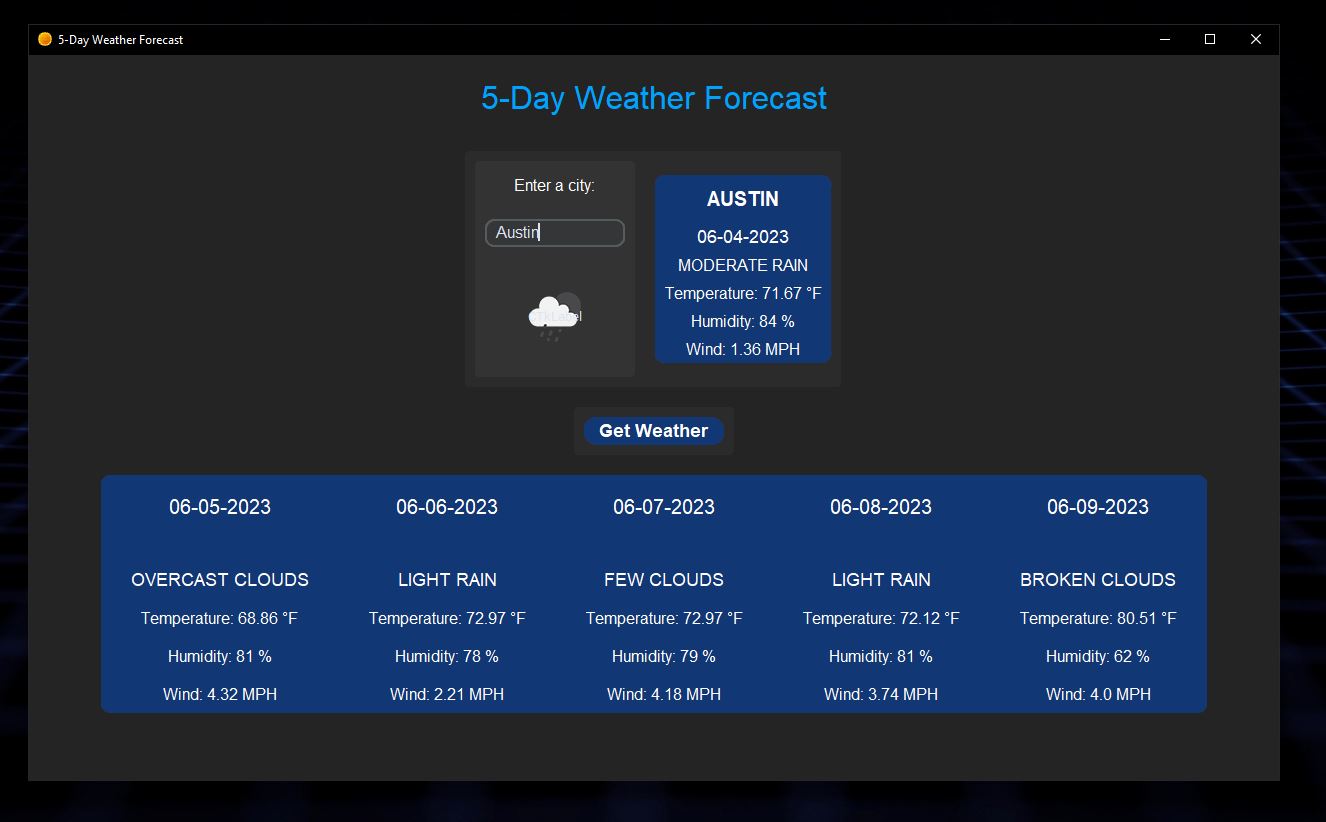 5-Day Weather Forecast
5-Day Weather Forecast
Enter a city:
Austin
CTkLabel
AUSTIN
06-04-2023
MODERATE RAIN
Temperature: 71.67 °F
Humidity: 84 %
Wind: 1.36 MPH
Get Weather
06-05-2023
OVERCAST CLOUDS
Temperature: 68.86 °F
Humidity: 81 %
Wind: 4.32 MPH
06-06-2023
LIGHT RAIN
Temperature: 72.97 °F
Humidity: 78 %
Wind: 2.21 MPH
06-07-2023
FEW CLOUDS
Temperature: 72.97 °F
Humidity: 79 %
Wind: 4.18 MPH
06-08-2023
LIGHT RAIN
Temperature: 72.12 °F
Humidity: 81 %
Wind: 3.74 MPH
06-09-2023
BROKEN CLOUDS
Temperature: 80.51 °F
Humidity: 62 %
Wind: 4.0 MPH